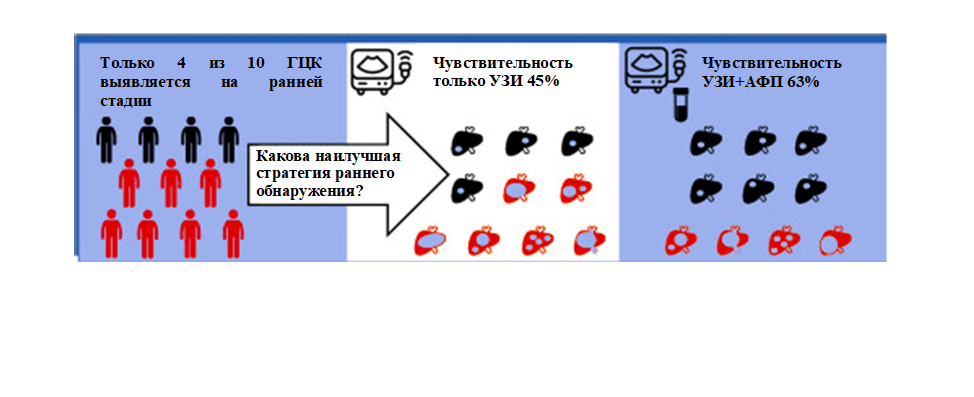 Только 4 из 10 ГЦК
выявляется на ранней
стадии
Какова наилучшая
стратегия раннего
обнаружения?
Чувствительность
только УЗИ 45%
Чувствительность
УЗИ+АФП 63%